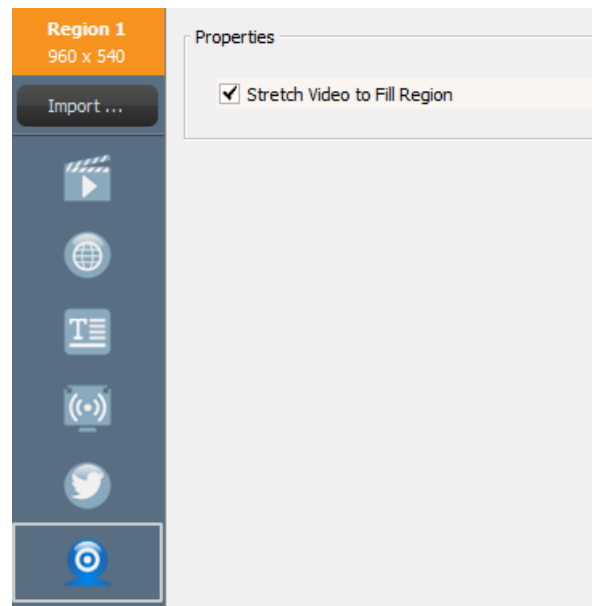 Region 1
960 x 540
Import ...
T
Properties
Stretch Video to Fill Region